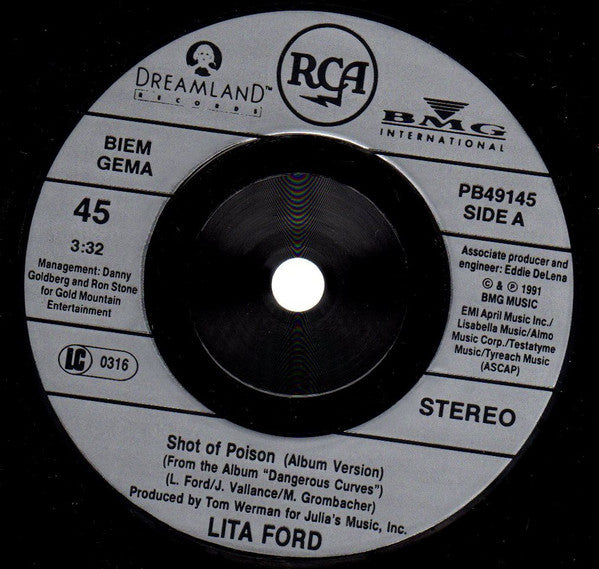 DREAMLAND™
RECORDS
RCA
BMG
INTERNATIONAL
BIEM
GEMA
45
3:32
Management: Danny
Goldberg and Ron Stone
for Gold Mountain
Entertainment
LC 0316
PB49145
SIDE A
Associate producer and
engineer: Eddie DeLena
© & ℗ 1991
BMG MUSIC
EMI April Music Inc./
Lisabella Music/Almo
Music Corp./Testatyme
Music/Tyreach Music/
(ASCAP)
STEREO
Shot of Poison (Album Version)
(From the Album "Dangerous Curves")
(L. Ford/J. Vallance/M. Grombacher)
Produced by Tom Werman for Julia's Music, Inc.
LITA FORD